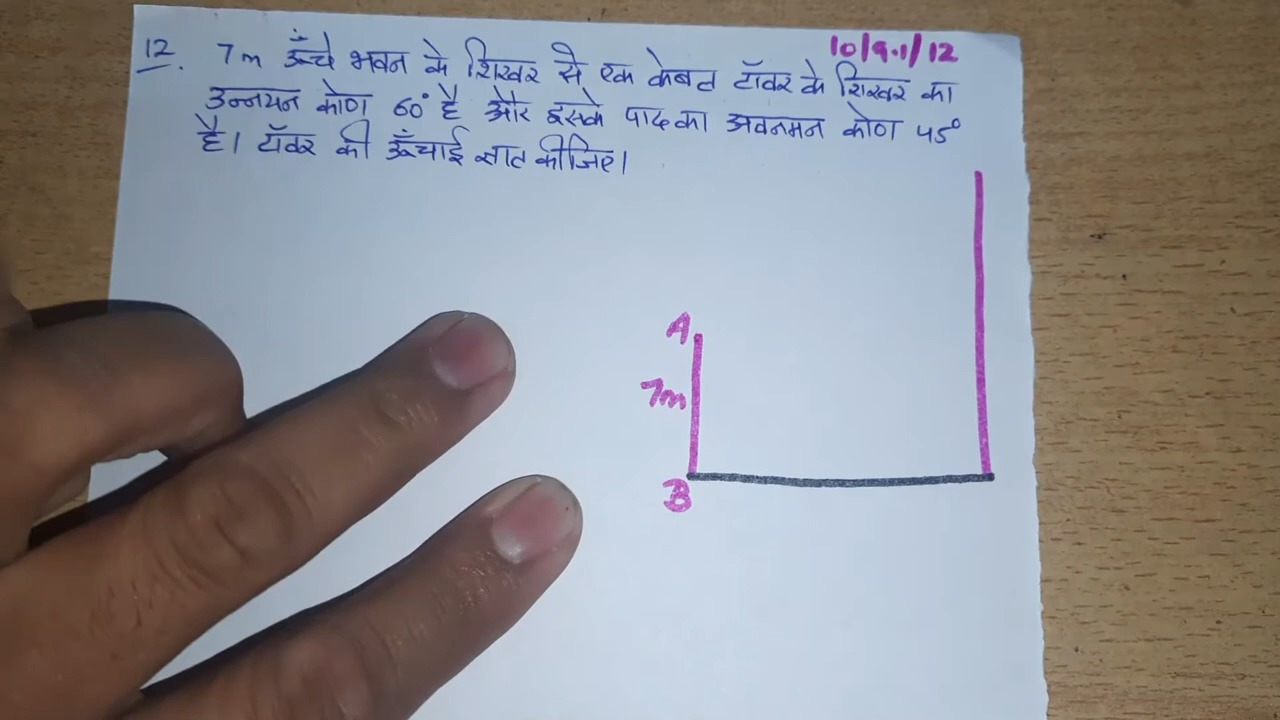 10/9.1/12
12. 7m ऊँचे भवन के शिखर से एक केबल टॉवर के शिखर का
उन्नयन कोण 60° है और इसके पाद का अवनमन कोण 45°
है। टॉवर की ऊँचाई ज्ञात कीजिए।
A
7m
B